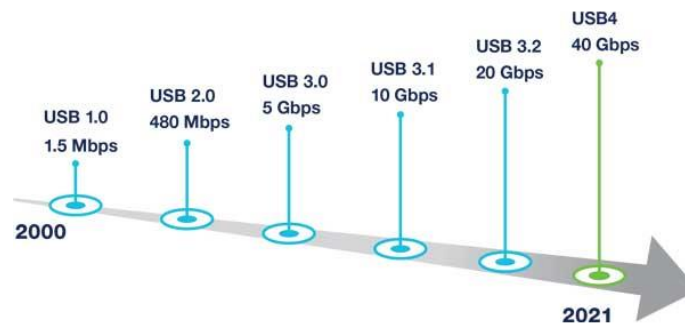 USB 1.0
1.5 Mbps
USB 2.0
480 Mbps
USB 3.0
5 Gbps
USB 3.1
10 Gbps
USB 3.2
20 Gbps
USB4
40 Gbps
2000
2021